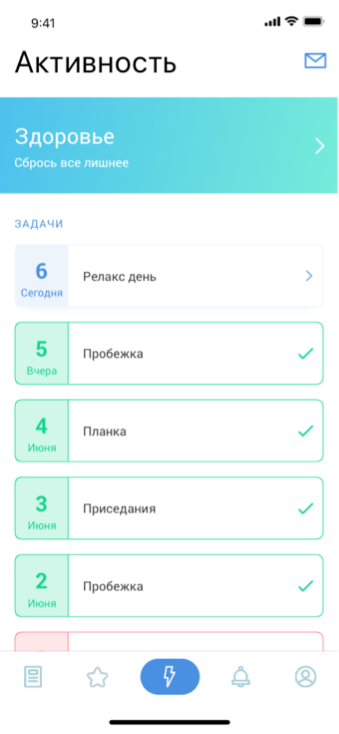 9:41
Активность
Здоровье
Сбрось все лишнее
ЗАДАЧИ
6
Сегодня
Релакс день
5
Вчера
Пробежка
4
Июня
Планка
3
Июня
Приседания
2
Июня
Пробежка